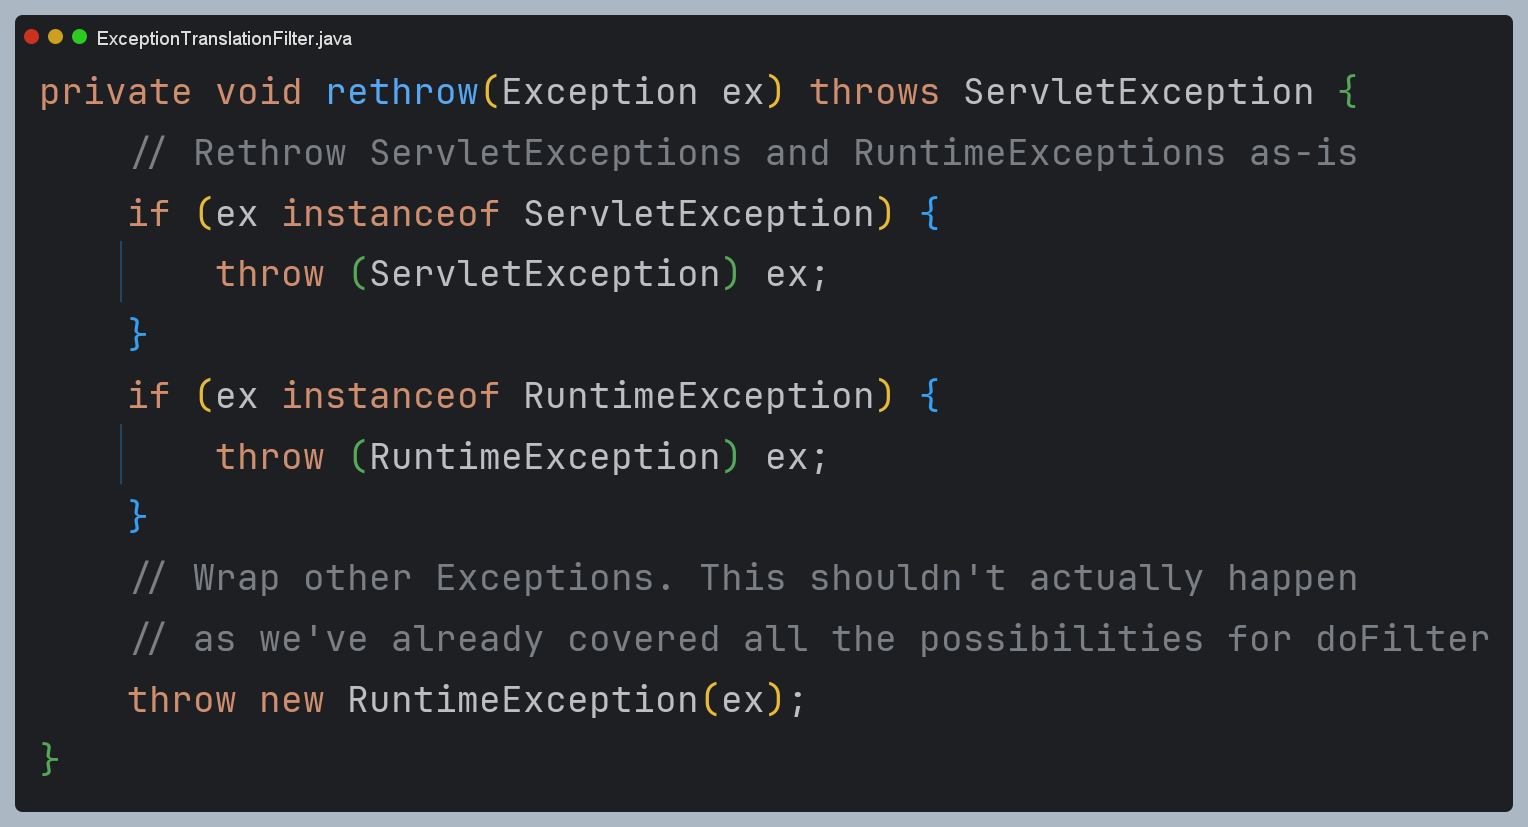 ExceptionTranslationFilter.java
private void rethrow(Exception ex) throws ServletException {
    // Rethrow ServletExceptions and RuntimeExceptions as-is
    if (ex instanceof ServletException) {
        throw (ServletException) ex;
    }
    if (ex instanceof RuntimeException) {
        throw (RuntimeException) ex;
    }
    // Wrap other Exceptions. This shouldn't actually happen
    // as we've already covered all the possibilities for doFilter
    throw new RuntimeException(ex);
}